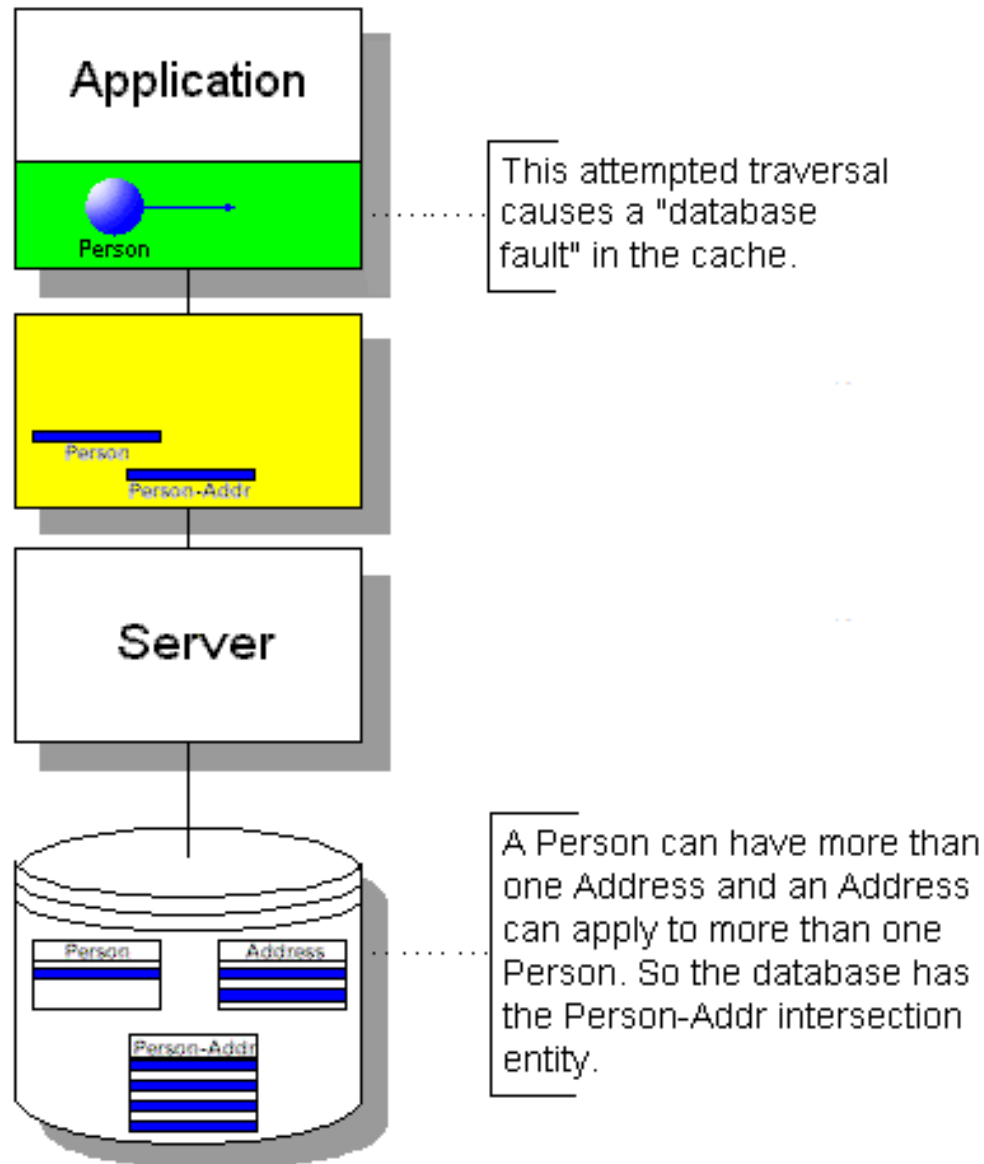 Application
Person
This attempted traversal
causes a "database
fault" in the cache.
Person
Person-Addr
Server
Person
Address
Person-Addr
A Person can have more than
one Address and an Address
can apply to more than one
Person. So the database has
the Person-Addr intersection
entity.